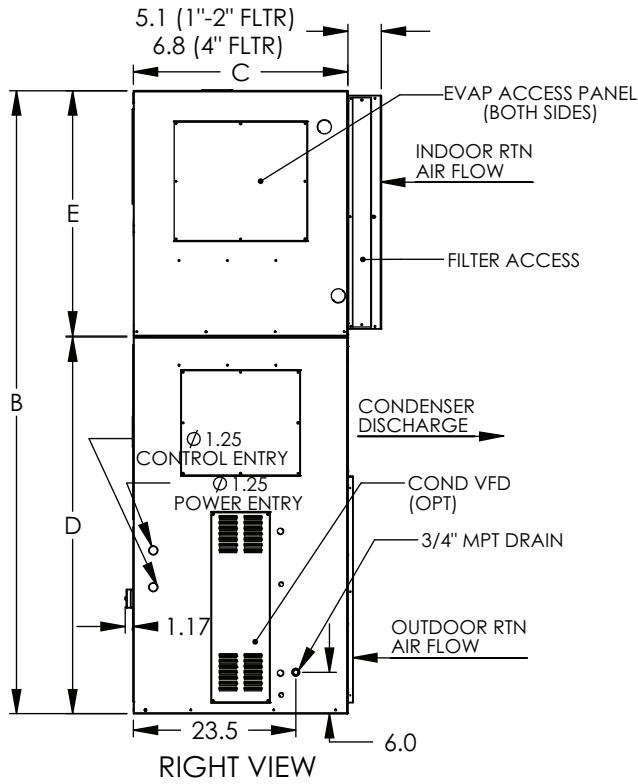 5.1 (1"-2" FLTR)
6.8 (4" FLTR)
C
EVAP ACCESS PANEL
(BOTH SIDES)
INDOOR RTN
AIR FLOW
E
FILTER ACCESS
B
CONDENSER
DISCHARGE
Ø 1.25
CONTROL ENTRY
Ø 1.25
POWER ENTRY
COND VFD
(OPT)
D
3/4" MPT DRAIN
1.17
OUTDOOR RTN
AIR FLOW
23.5
6.0
RIGHT VIEW